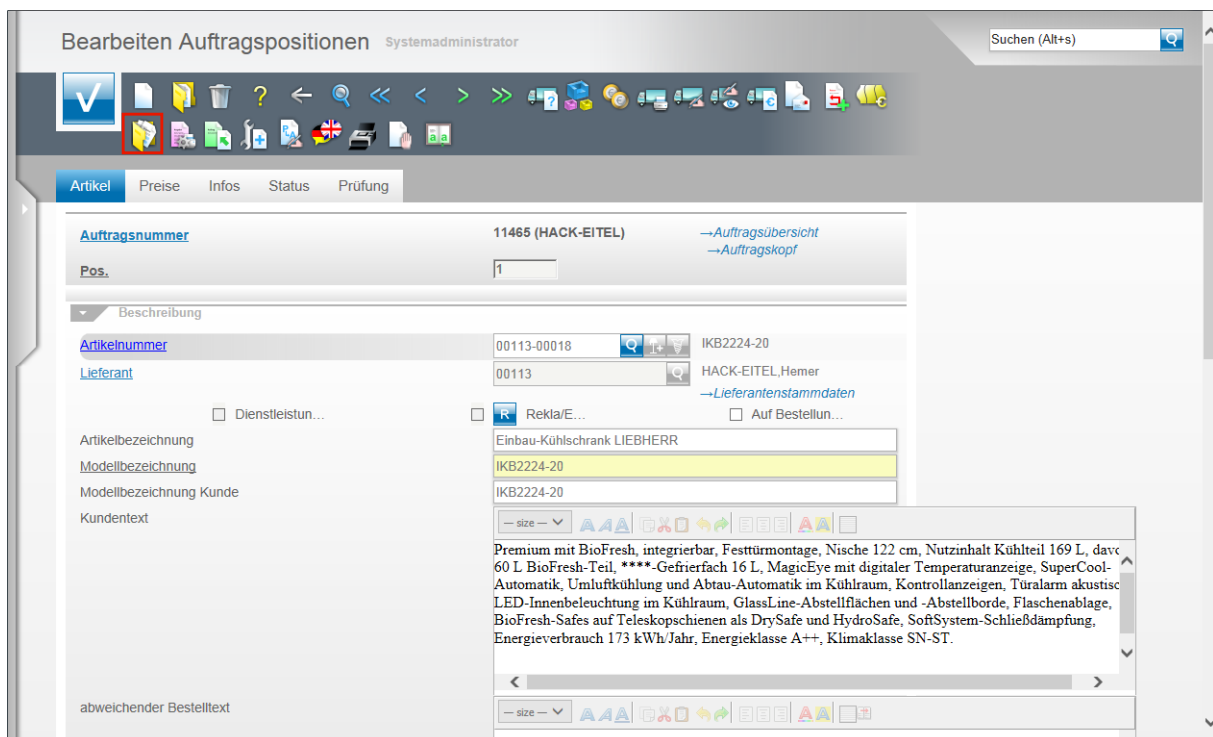 Bearbeiten Auftragspositionen Systemadministrator
Suchen (Alt+s)
Artikel Preise Infos Status Prüfung
Auftragsnummer 11465 (HACK-EITEL) →Auftragsübersicht
→Auftragskopf
Pos. 1
Beschreibung
Artikelnummer 00113-00018 IKB2224-20
Lieferant 00113 HACK-EITEL,Hemer
→Lieferantenstammdaten
Dienstleistun… R Rekla/E… Auf Bestellun…
Artikelbezeichnung Einbau-Kühlschrank LIEBHERR
Modellbezeichnung IKB2224-20
Modellbezeichnung Kunde IKB2224-20
Kundentext — size —
Premium mit BioFresh, integrierbar, Festtürmontage, Nische 122 cm, Nutzinhalt Kühlteil 169 L, davo
60 L BioFresh-Teil, ****-Gefrierfach 16 L, MagicEye mit digitaler Temperaturanzeige, SuperCool-
Automatik, Umluftkühlung und Abtau-Automatik im Kühlraum, Kontrollanzeigen, Türalarm akustisc
LED-Innenbeleuchtung im Kühlraum, GlassLine-Abstellflächen und -Abstellborde, Flaschenablage,
BioFresh-Safes auf Teleskopschienen als DrySafe und HydroSafe, SoftSystem-Schließdämpfung,
Energieverbrauch 173 kWh/Jahr, Energieklasse A++, Klimaklasse SN-ST.
abweichender Bestelltext — size —